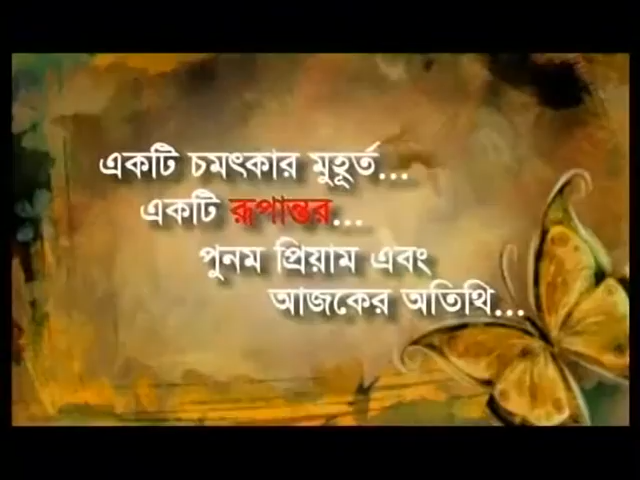 একটি চমৎকার মুহূর্ত...
একটি রূপান্তর...
পুনম প্রিয়াম এবং
আজকের অতিথি...